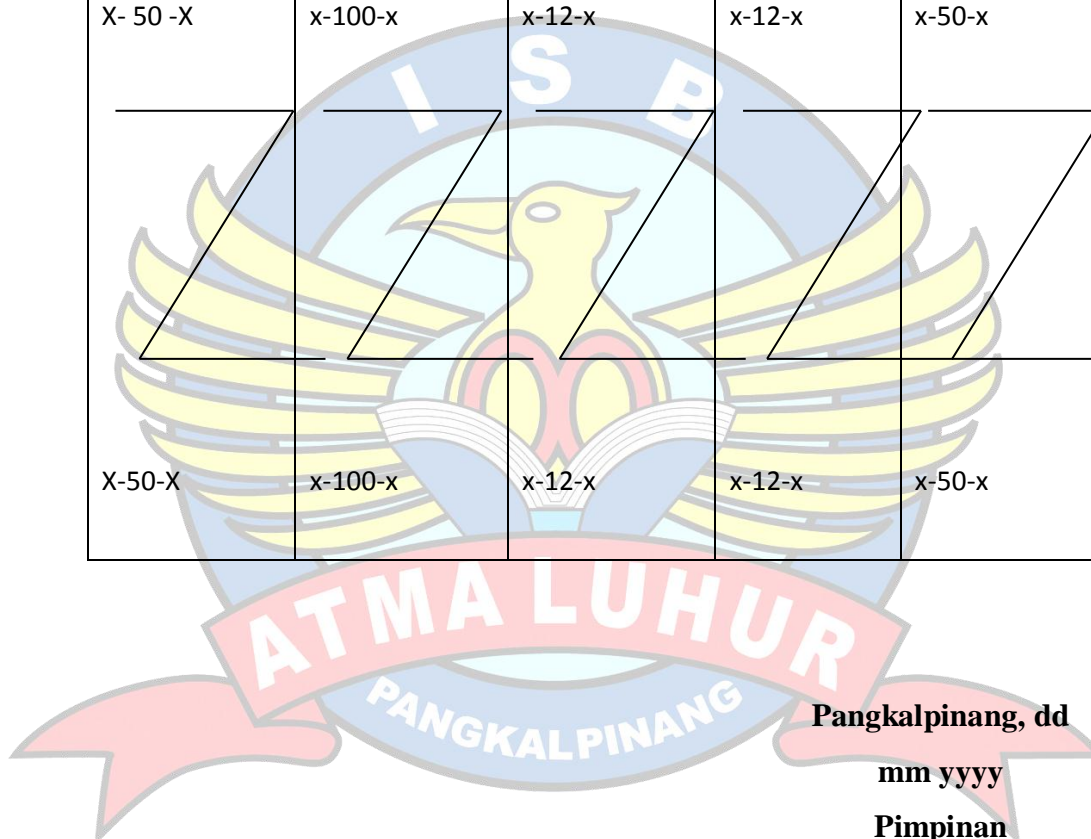 X- 50 -X x-100-x x-12-x x-12-x x-50-x
I S B
X-50-X x-100-x x-12-x x-12-x x-50-x
ATMA LUHUR
PANGKALPINANG
Pangkalpinang, dd
mm yyyy
Pimpinan